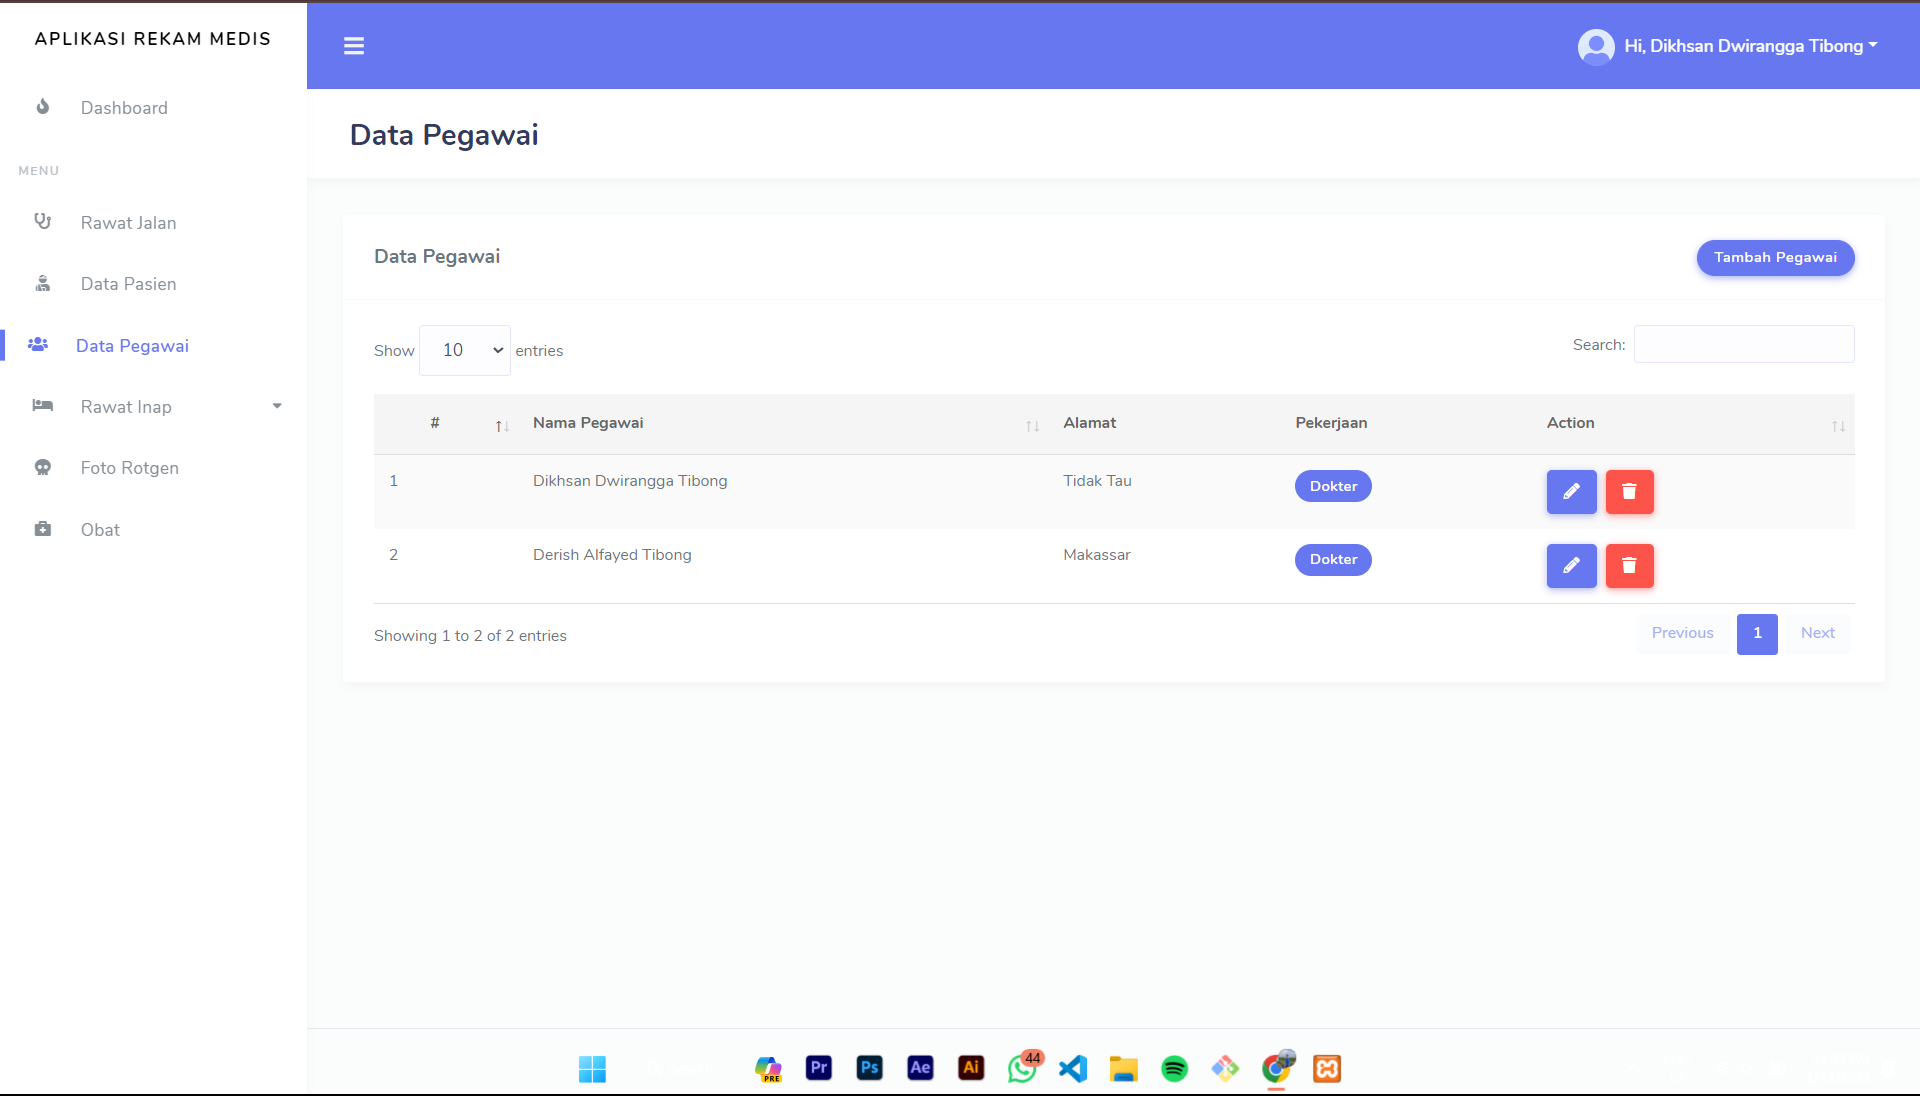 APLIKASI REKAM MEDIS
Hi, Dikhsan Dwirangga Tibong
Dashboard
MENU
Rawat Jalan
Data Pasien
Data Pegawai
Rawat Inap
Foto Rotgen
Obat
Data Pegawai
Data Pegawai
Tambah Pegawai
Show 10 entries
Search:
# Nama Pegawai Alamat Pekerjaan Action
1 Dikhsan Dwirangga Tibong Tidak Tau Dokter
2 Derish Alfayed Tibong Makassar Dokter
Showing 1 to 2 of 2 entries
Previous 1 Next
PRE Pr Ps Ae Ai 44